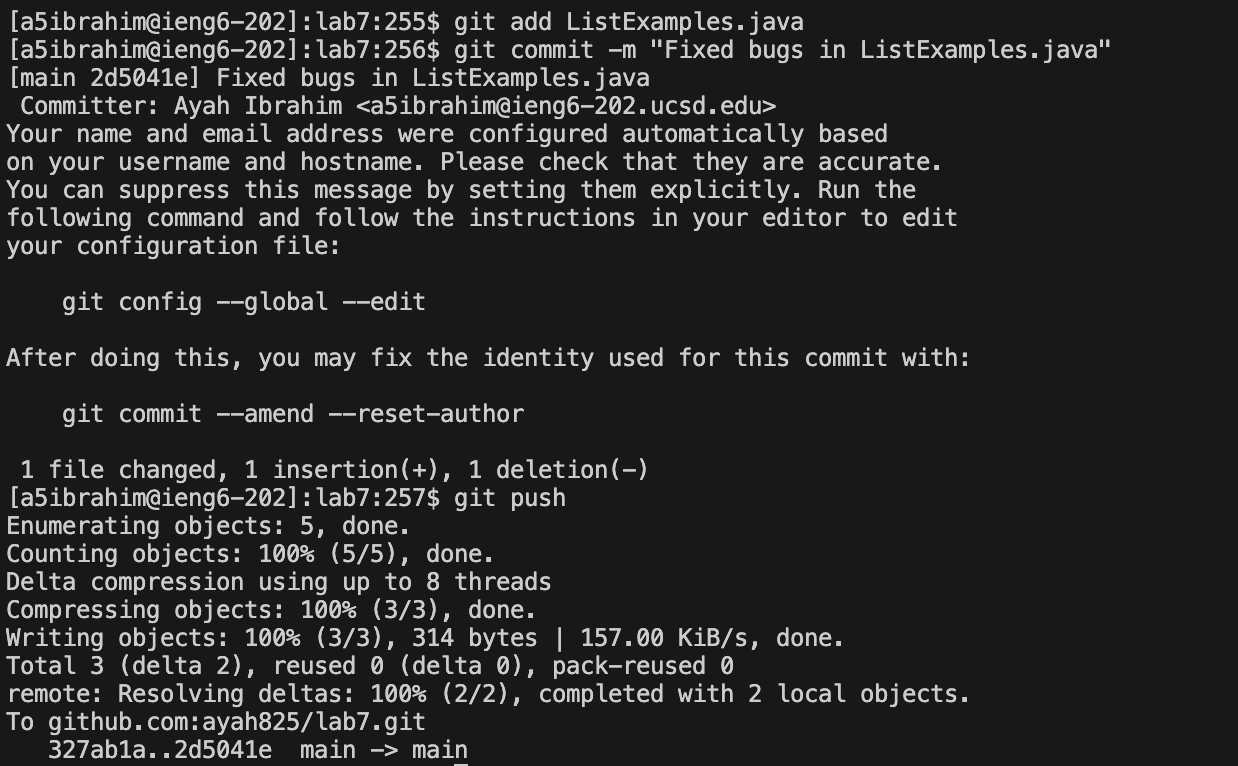 [a5ibrahim@ieng6-202]:lab7:255$ git add ListExamples.java
[a5ibrahim@ieng6-202]:lab7:256$ git commit -m "Fixed bugs in ListExamples.java"
[main 2d5041e] Fixed bugs in ListExamples.java
 Committer: Ayah Ibrahim <a5ibrahim@ieng6-202.ucsd.edu>
Your name and email address were configured automatically based
on your username and hostname. Please check that they are accurate.
You can suppress this message by setting them explicitly. Run the
following command and follow the instructions in your editor to edit
your configuration file:

    git config --global --edit

After doing this, you may fix the identity used for this commit with:

    git commit --amend --reset-author

 1 file changed, 1 insertion(+), 1 deletion(-)
[a5ibrahim@ieng6-202]:lab7:257$ git push
Enumerating objects: 5, done.
Counting objects: 100% (5/5), done.
Delta compression using up to 8 threads
Compressing objects: 100% (3/3), done.
Writing objects: 100% (3/3), 314 bytes | 157.00 KiB/s, done.
Total 3 (delta 2), reused 0 (delta 0), pack-reused 0
remote: Resolving deltas: 100% (2/2), completed with 2 local objects.
To github.com:ayah825/lab7.git
   327ab1a..2d5041e  main -> main